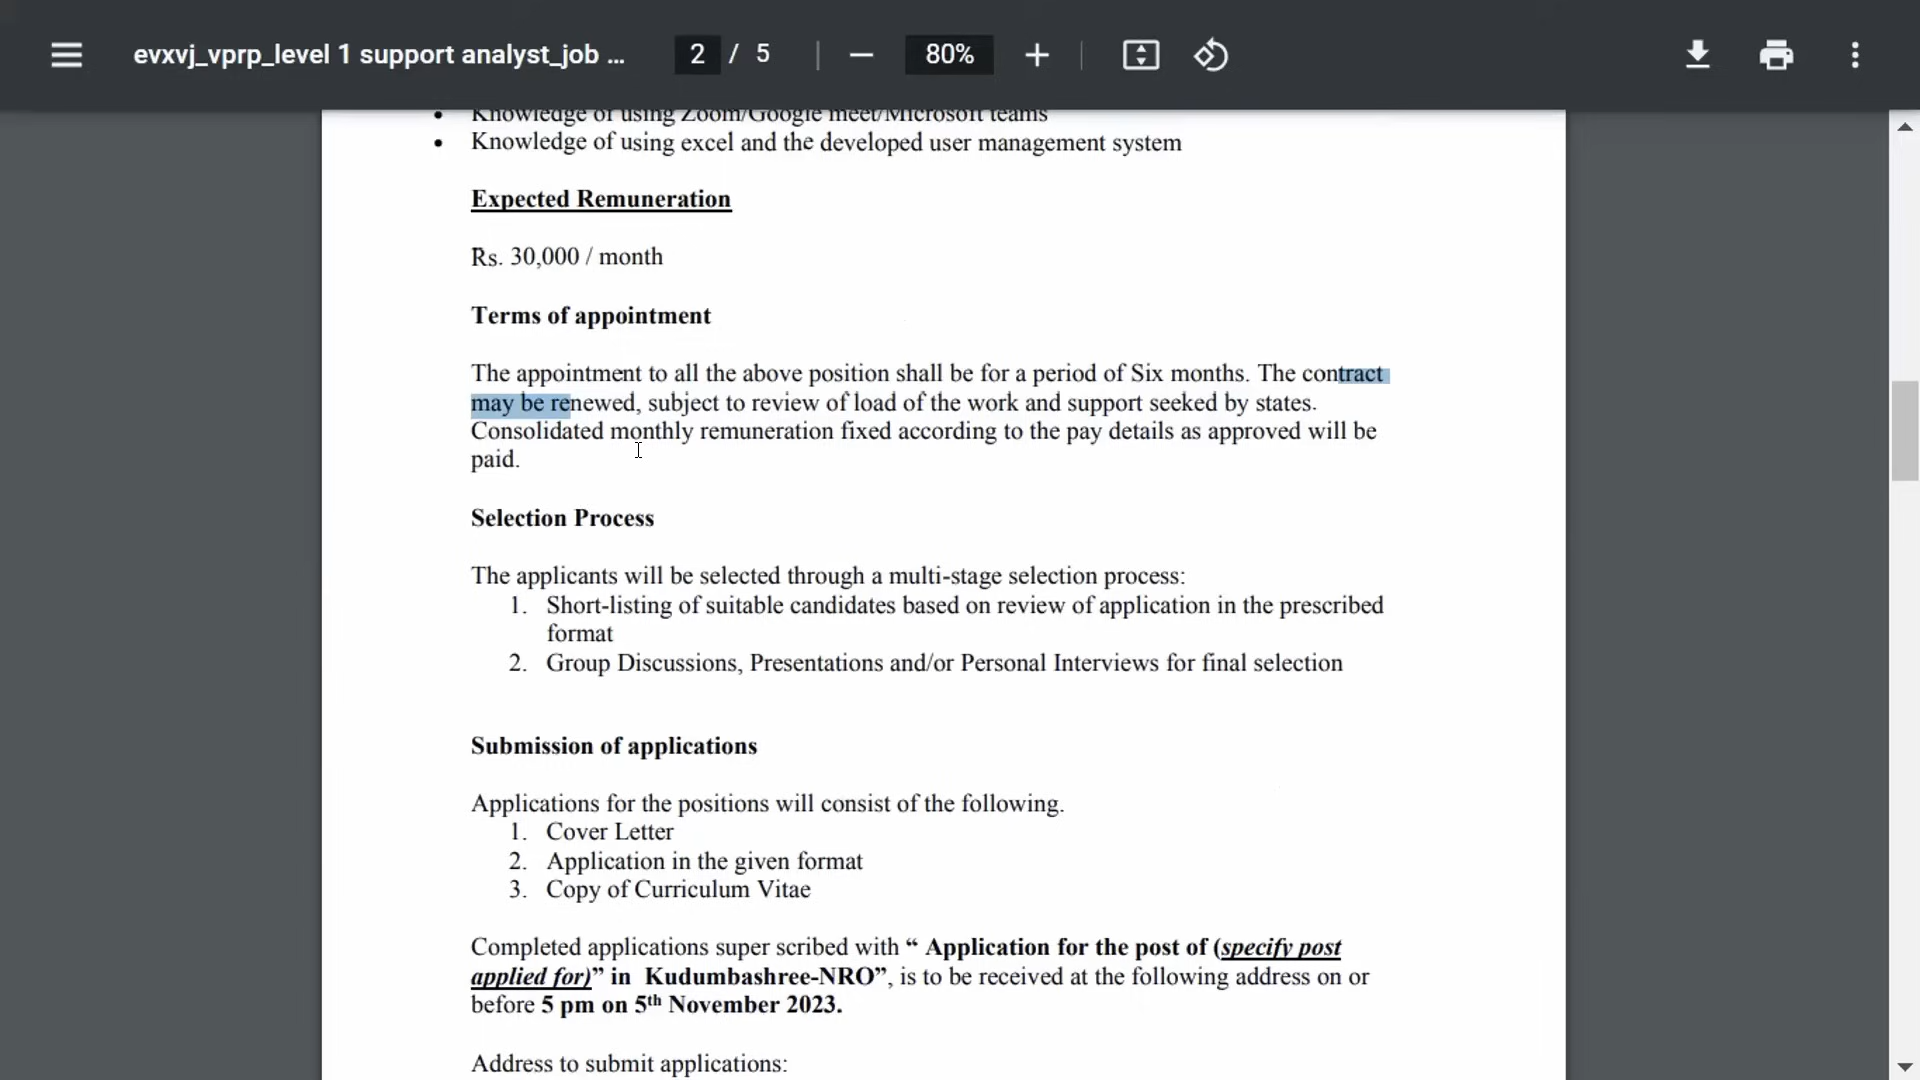 evxvj_vprp_level 1 support analyst_job ... 2 / 5 80%
Knowledge of using Zoom/Google meet/Microsoft teams
Knowledge of using excel and the developed user management system
Expected Remuneration
Rs. 30,000 / month
Terms of appointment
The appointment to all the above position shall be for a period of Six months. The contract
may be renewed, subject to review of load of the work and support seeked by states.
Consolidated monthly remuneration fixed according to the pay details as approved will be
paid.
Selection Process
The applicants will be selected through a multi-stage selection process:
1. Short-listing of suitable candidates based on review of application in the prescribed
format
2. Group Discussions, Presentations and/or Personal Interviews for final selection
Submission of applications
Applications for the positions will consist of the following.
1. Cover Letter
2. Application in the given format
3. Copy of Curriculum Vitae
Completed applications super scribed with “ Application for the post of (specify post
applied for)” in Kudumbashree-NRO”, is to be received at the following address on or
before 5 pm on 5th November 2023.
Address to submit applications: